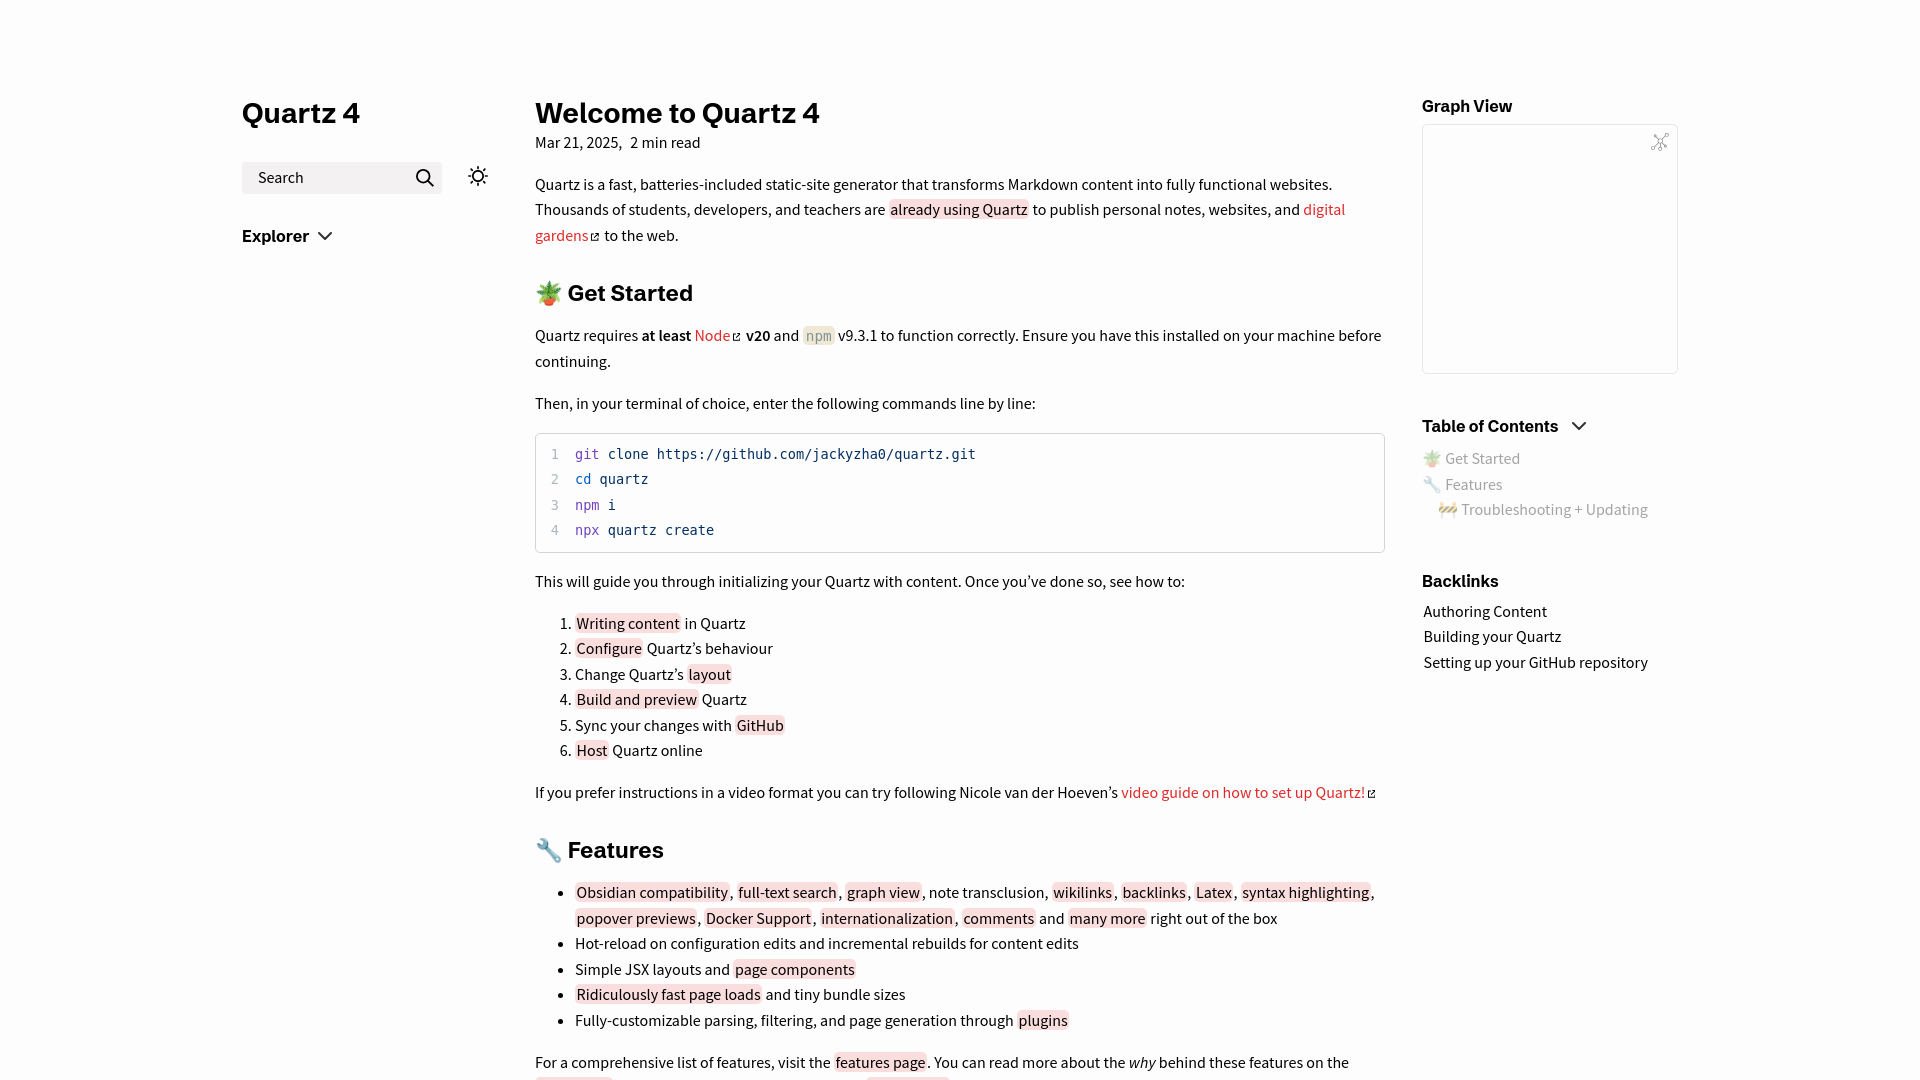 Quartz 4
Search
Explorer
Welcome to Quartz 4
Mar 21, 2025, 2 min read
Quartz is a fast, batteries-included static-site generator that transforms Markdown content into fully functional websites.
Thousands of students, developers, and teachers are already using Quartz to publish personal notes, websites, and digital
gardens to the web.
🪴 Get Started
Quartz requires at least Node v20 and npm v9.3.1 to function correctly. Ensure you have this installed on your machine before
continuing.
Then, in your terminal of choice, enter the following commands line by line:
1 git clone https://github.com/jackyzha0/quartz.git
2 cd quartz
3 npm i
4 npx quartz create
This will guide you through initializing your Quartz with content. Once you’ve done so, see how to:
1. Writing content in Quartz
2. Configure Quartz’s behaviour
3. Change Quartz’s layout
4. Build and preview Quartz
5. Sync your changes with GitHub
6. Host Quartz online
If you prefer instructions in a video format you can try following Nicole van der Hoeven’s video guide on how to set up Quartz!
🔧 Features
• Obsidian compatibility, full-text search, graph view, note transclusion, wikilinks, backlinks, Latex, syntax highlighting,
popover previews, Docker Support, internationalization, comments and many more right out of the box
• Hot-reload on configuration edits and incremental rebuilds for content edits
• Simple JSX layouts and page components
• Ridiculously fast page loads and tiny bundle sizes
• Fully-customizable parsing, filtering, and page generation through plugins
For a comprehensive list of features, visit the features page. You can read more about the why behind these features on the
Graph View
Table of Contents
🪴 Get Started
🔧 Features
🚧 Troubleshooting + Updating
Backlinks
Authoring Content
Building your Quartz
Setting up your GitHub repository